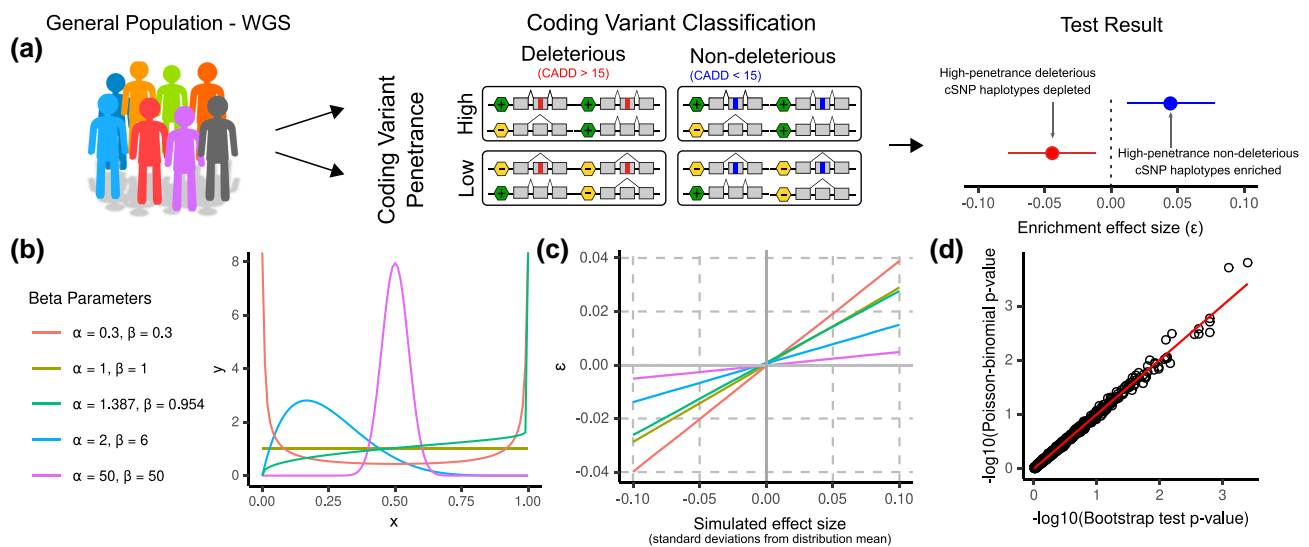 General Population - WGS
Coding Variant Classification
Test Result
(a)
Deleterious
(CADD > 15)
Non-deleterious
(CADD < 15)
Coding Variant
Penetrance
High
Low
+ +
− +
+ +
− +
− −
+ −
− −
+ −
High-penetrance deleterious
cSNP haplotypes depleted
High-penetrance non-deleterious
cSNP haplotypes enriched
-0.10 -0.05 0.00 0.05 0.10
Enrichment effect size (ε)
(b)
Beta Parameters
α = 0.3, β = 0.3
α = 1, β = 1
α = 1.387, β = 0.954
α = 2, β = 6
α = 50, β = 50
y
8
6
4
2
0
0.00 0.25 0.50 0.75 1.00
x
(c)
ε
0.04
0.02
0.00
-0.02
-0.04
-0.10 -0.05 0.00 0.05 0.10
Simulated effect size
(standard deviations from distribution mean)
(d)
-log10(Poisson-binomial p-value)
3
2
1
0
0 1 2 3
-log10(Bootstrap test p-value)